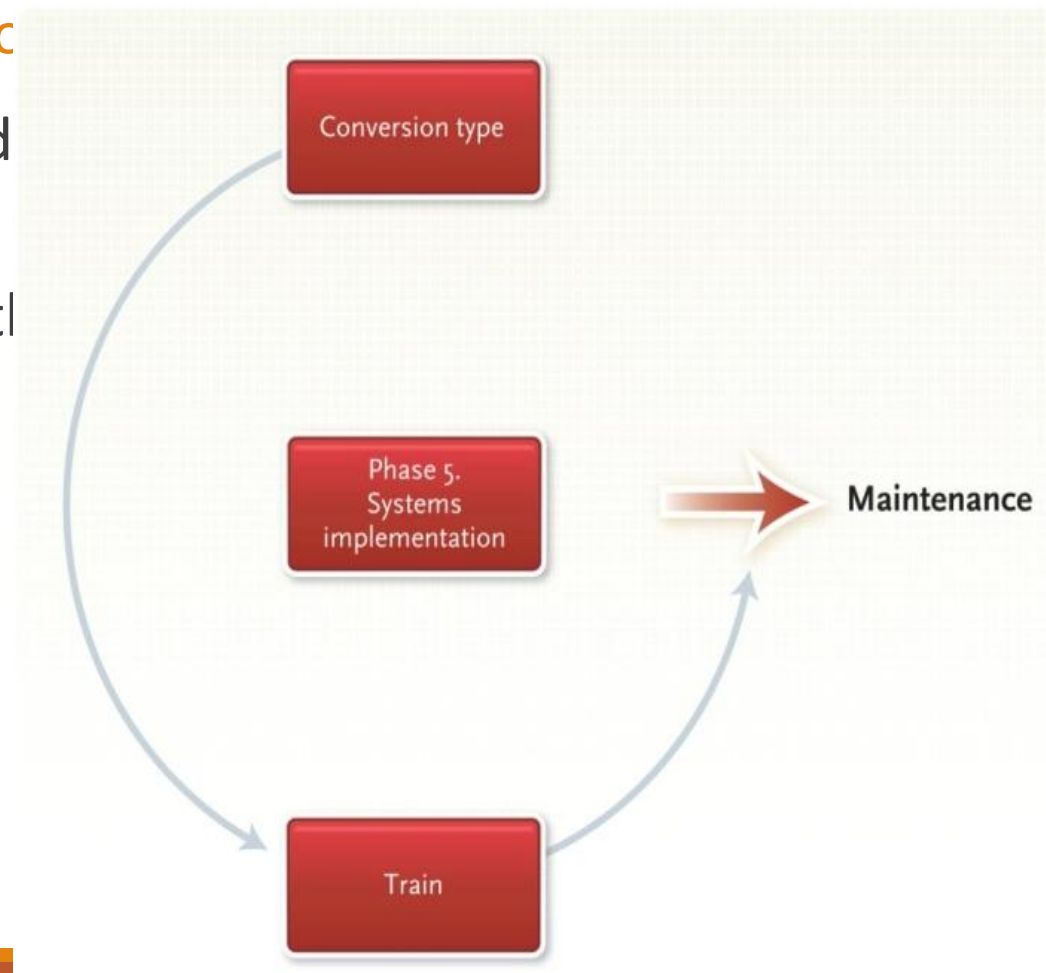 Conversion type
Phase 5.
Systems
implementation
Maintenance
Train